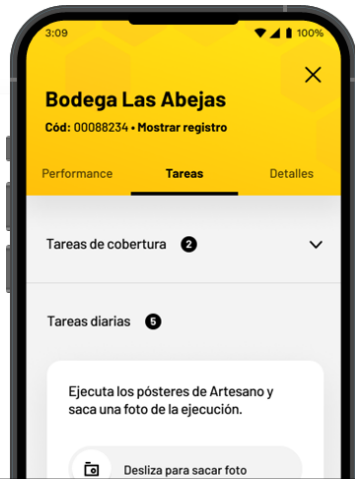 3:09
100%
Bodega Las Abejas
Cód: 00088234 • Mostrar registro
Performance
Tareas
Detalles
Tareas de cobertura 2
Tareas diarias 5
Ejecuta los pósteres de Artesano y
saca una foto de la ejecución.
Desliza para sacar foto